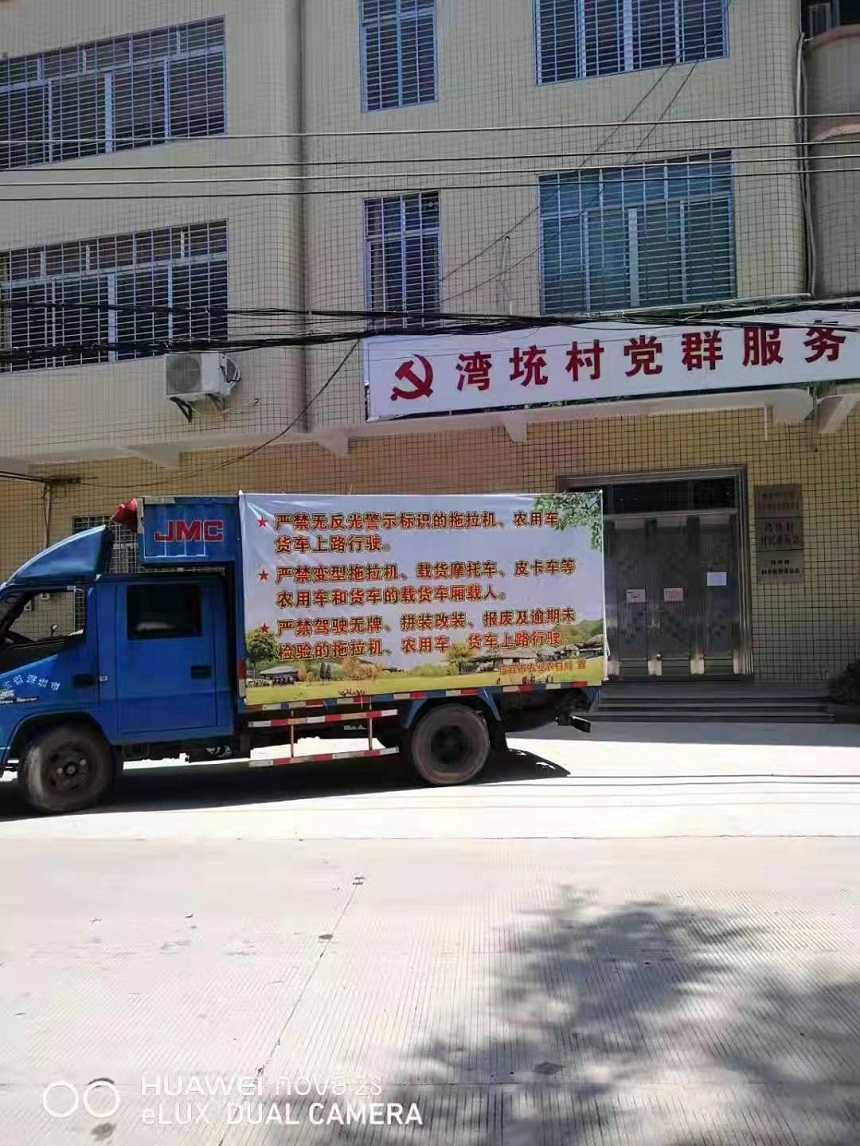 湾垸村党群服务
JMC
★严禁无反光警示标识的拖拉机、农用车、
货车上路行驶。
★严禁变型拖拉机、载货摩托车、皮卡车等
农用车和货车的载货车厢载人。
★严禁驾驶无牌、拼装改装、报废及逾期未
检验的拖拉机、农用车、货车上路行驶
HUAWEI nova 2s
eLUX DUAL CAMERA